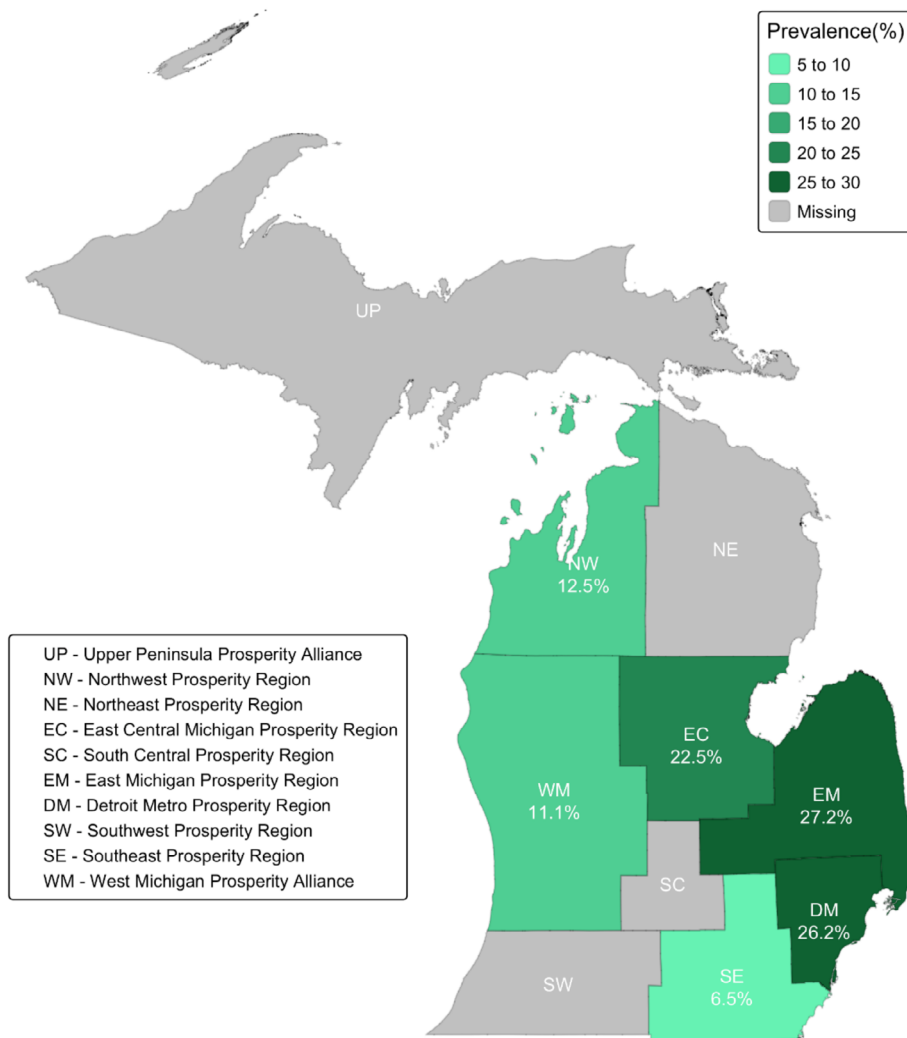 Prevalence(%)
5 to 10
10 to 15
15 to 20
20 to 25
25 to 30
Missing
UP
NE
NW
12.5%
UP - Upper Peninsula Prosperity Alliance
NW - Northwest Prosperity Region
NE - Northeast Prosperity Region
EC - East Central Michigan Prosperity Region
SC - South Central Prosperity Region
EM - East Michigan Prosperity Region
DM - Detroit Metro Prosperity Region
SW - Southwest Prosperity Region
SE - Southeast Prosperity Region
WM - West Michigan Prosperity Alliance
EC
22.5%
WM
11.1%
EM
27.2%
SC
DM
26.2%
SW
SE
6.5%